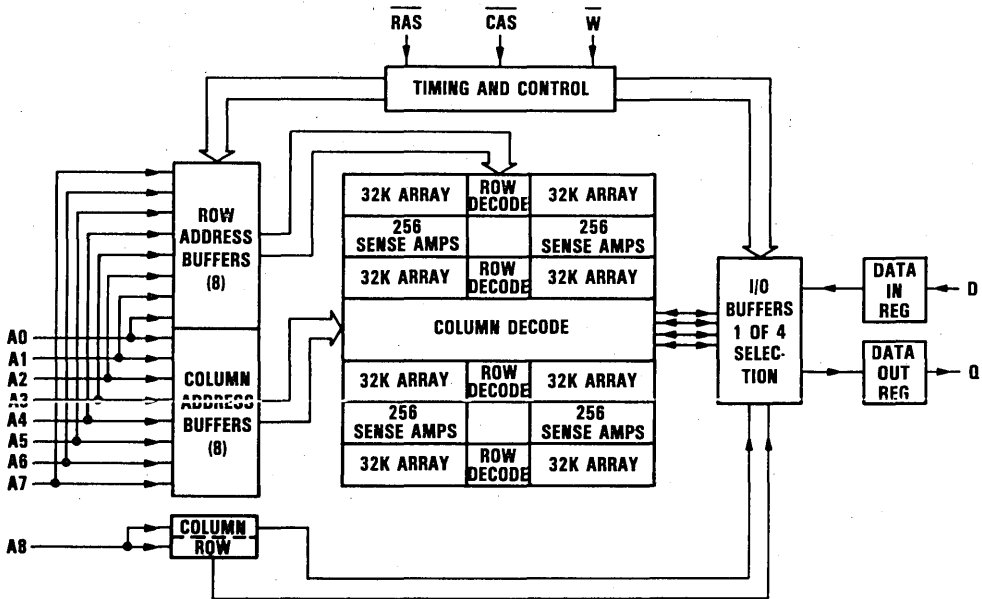 R̅A̅S̅ C̅A̅S̅ W̅
TIMING AND CONTROL
ROW
ADDRESS
BUFFERS
(8)
32K ARRAY ROW DECODE 32K ARRAY
256 SENSE AMPS 256 SENSE AMPS
32K ARRAY ROW DECODE 32K ARRAY
COLUMN DECODE
32K ARRAY ROW DECODE 32K ARRAY
256 SENSE AMPS 256 SENSE AMPS
32K ARRAY ROW DECODE 32K ARRAY
A0
A1
A2
A3
A4
A5
A6
A7
COLUMN
ADDRESS
BUFFERS
(8)
A8
COLUMN
ROW
I/O
BUFFERS
1 OF 4
SELEC-
TION
DATA
IN
REG
D
DATA
OUT
REG
Q